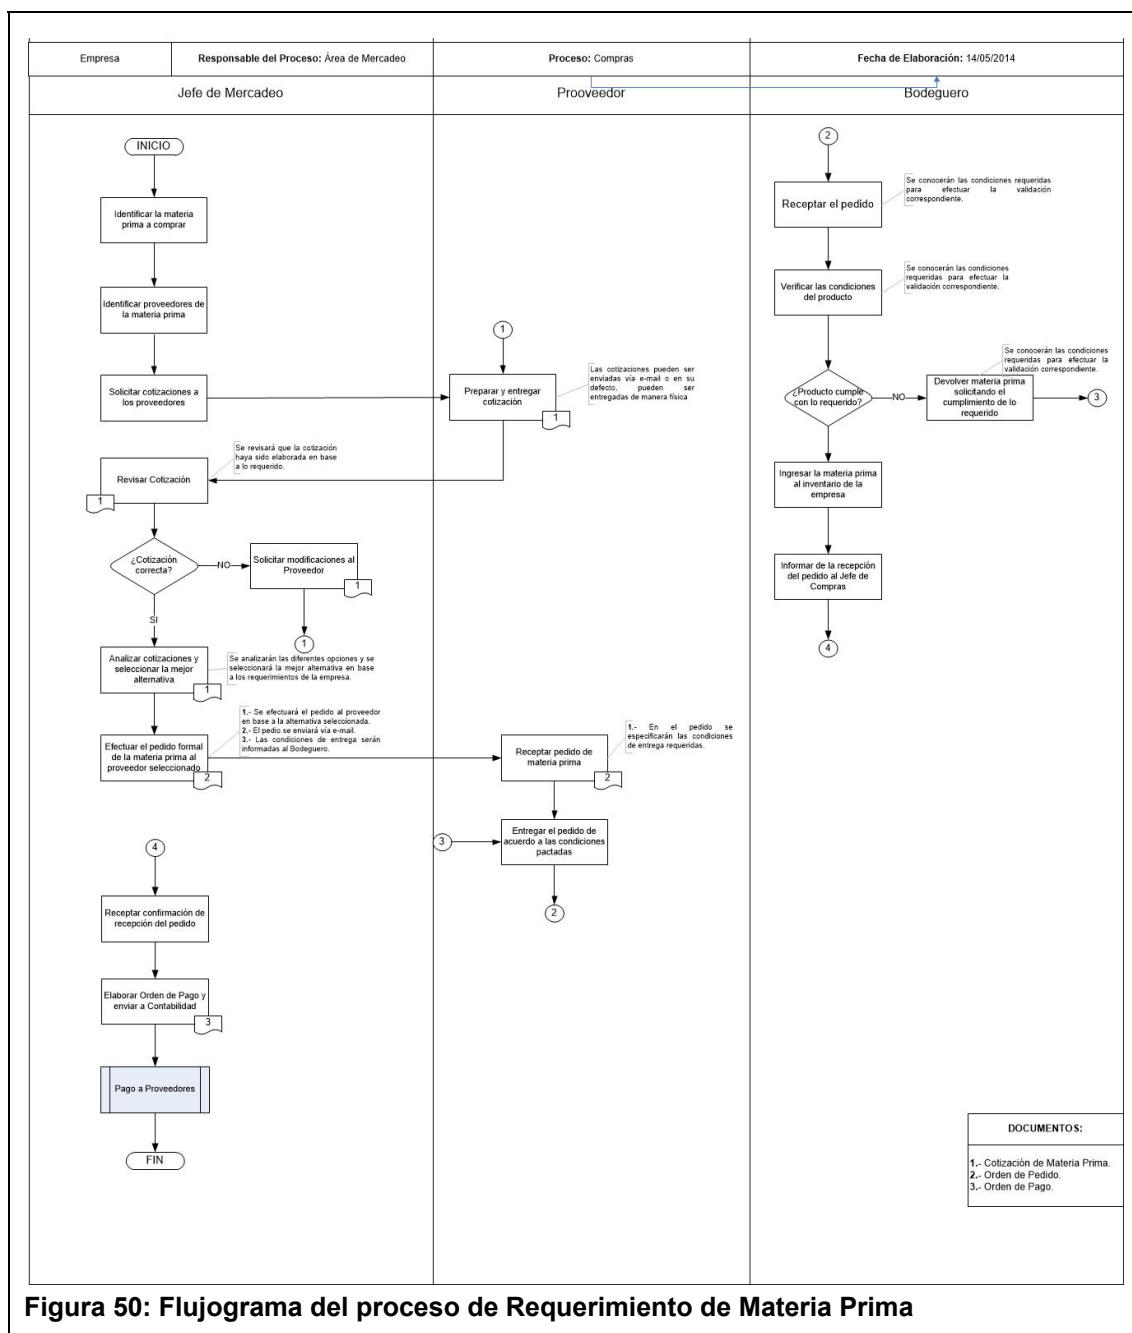 Empresa
Responsable del Proceso: Área de Mercadeo
Proceso: Compras
Fecha de Elaboración: 14/05/2014
Jefe de Mercadeo
Prooveedor
Bodeguero
INICIO
Identificar la materia
prima a comprar
Identificar proveedores de
la materia prima
Solicitar cotizaciones a
los proveedores
1
Preparar y entregar
cotización
1
Las cotizaciones pueden ser
enviadas vía e-mail o en su
defecto, pueden ser
entregadas de manera física
Se revisará que la cotización
haya sido elaborada en base
a lo requerido.
Revisar Cotización
1
¿Cotización
correcta?
NO
Solicitar modificaciones al
Proveedor
1
1
SI
Analizar cotizaciones y
seleccionar la mejor
alternativa
1
Se analizarán las diferentes opciones y se
seleccionará la mejor alternativa en base
a los requerimientos de la empresa.
1.- Se efectuará el pedido al proveedor
en base a la alternativa seleccionada.
2.- El pedio se enviará vía e-mail.
3.- Las condiciones de entrega serán
informadas al Bodeguero.
Efectuar el pedido formal
de la materia prima al
proveedor seleccionado
2
1.- En el pedido se
especificarán las condiciones
de entrega requeridas.
Receptar pedido de
materia prima
2
3
Entregar el pedido de
acuerdo a las condiciones
pactadas
2
2
Receptar el pedido
Se conocerán las condiciones requeridas
para efectuar la validación
correspondiente.
Verificar las condiciones
del producto
Se conocerán las condiciones
requeridas para efectuar la
validación correspondiente.
¿Producto cumple
con lo requerido?
NO
Se conocerán las condiciones
requeridas para efectuar la
validación correspondiente.
Devolver materia prima
solicitando el
cumplimiento de lo
requerido
3
Ingresar la materia prima
al inventario de la
empresa
Informar de la recepción
del pedido al Jefe de
Compras
4
4
Receptar confirmación de
recepción del pedido
Elaborar Orden de Pago y
enviar a Contabilidad
3
Pago a Proveedores
FIN
DOCUMENTOS:
1.- Cotización de Materia Prima.
2.- Orden de Pedido.
3.- Orden de Pago.
Figura 50: Flujograma del proceso de Requerimiento de Materia Prima